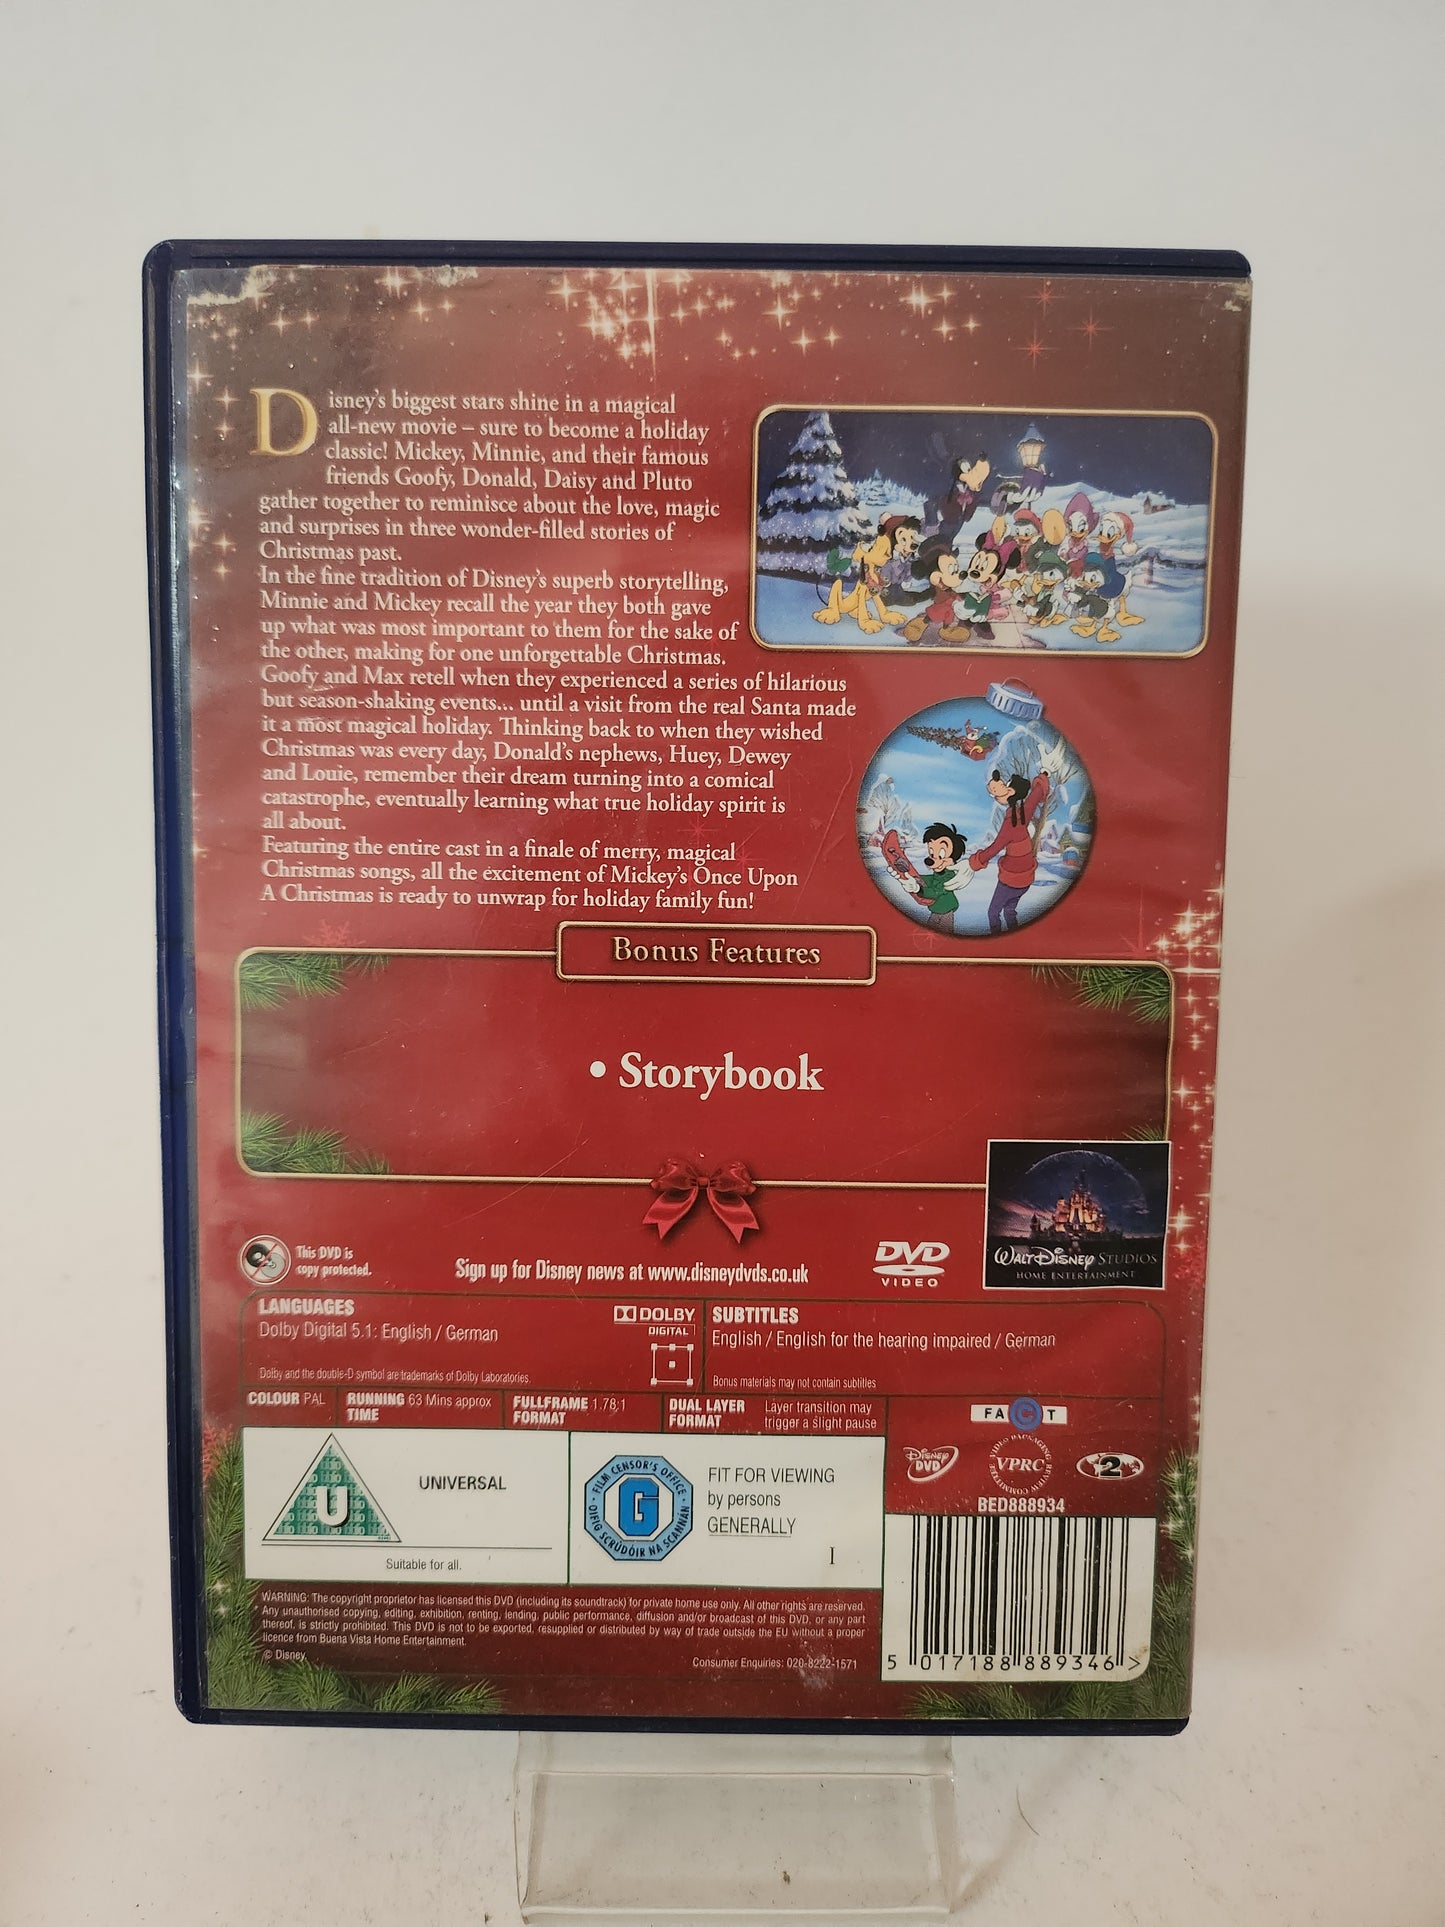 Disney's biggest stars shine in a magical
all-new movie – sure to become a holiday
classic! Mickey, Minnie, and their famous
friends Goofy, Donald, Daisy and Pluto
gather together to reminisce about the love, magic
and surprises in three wonder-filled stories of
Christmas past.
In the fine tradition of Disney's superb storytelling,
Minnie and Mickey recall the year they both gave
up what was most important to them for the sake of
the other, making for one unforgettable Christmas.
Goofy and Max retell when they experienced a series of hilarious
but season-shaking events... until a visit from the real Santa made
it a most magical holiday. Thinking back to when they wished
Christmas was every day, Donald's nephews, Huey, Dewey
and Louie, remember their dream turning into a comical
catastrophe, eventually learning what true holiday spirit is
all about.
Featuring the entire cast in a finale of merry, magical
Christmas songs, all the excitement of Mickey's Once Upon
A Christmas is ready to unwrap for holiday family fun!
Bonus Features
• Storybook
This DVD is
copy protected.
Sign up for Disney news at www.disneydvds.co.uk
DVD
VIDEO
WALT DISNEY STUDIOS
HOME ENTERTAINMENT
LANGUAGES
Dolby Digital 5.1: English / German
DOLBY
DIGITAL
Dolby and the double-D symbol are trademarks of Dolby Laboratories.
SUBTITLES
English / English for the hearing impaired / German
Bonus materials may not contain subtitles
COLOUR PAL
RUNNING 63 Mins approx
TIME
FULLFRAME 1.78:1
FORMAT
DUAL LAYER
FORMAT
Layer transition may
trigger a slight pause
FACT
DISNEY
DVD
VIDEO PACKAGING REVIEW COMMITTEE
VPRC
2
BED888934
U
UNIVERSAL
Suitable for all.
FILM CENSOR'S OFFICE
OIFIG SCRÚDÓIR NA SCANNÁN
G
FIT FOR VIEWING
by persons
GENERALLY
I
WARNING: The copyright proprietor has licensed this DVD (including its soundtrack) for private home use only. All other rights are reserved.
Any unauthorised copying, editing, exhibition, renting, lending, public performance, diffusion and/or broadcast of this DVD, or any part
thereof, is strictly prohibited. This DVD is not to be exported, resupplied or distributed by way of trade outside the EU without a proper
licence from Buena Vista Home Entertainment.
© Disney.
Consumer Enquiries: 020-8222-1571
5 017188 889346 >